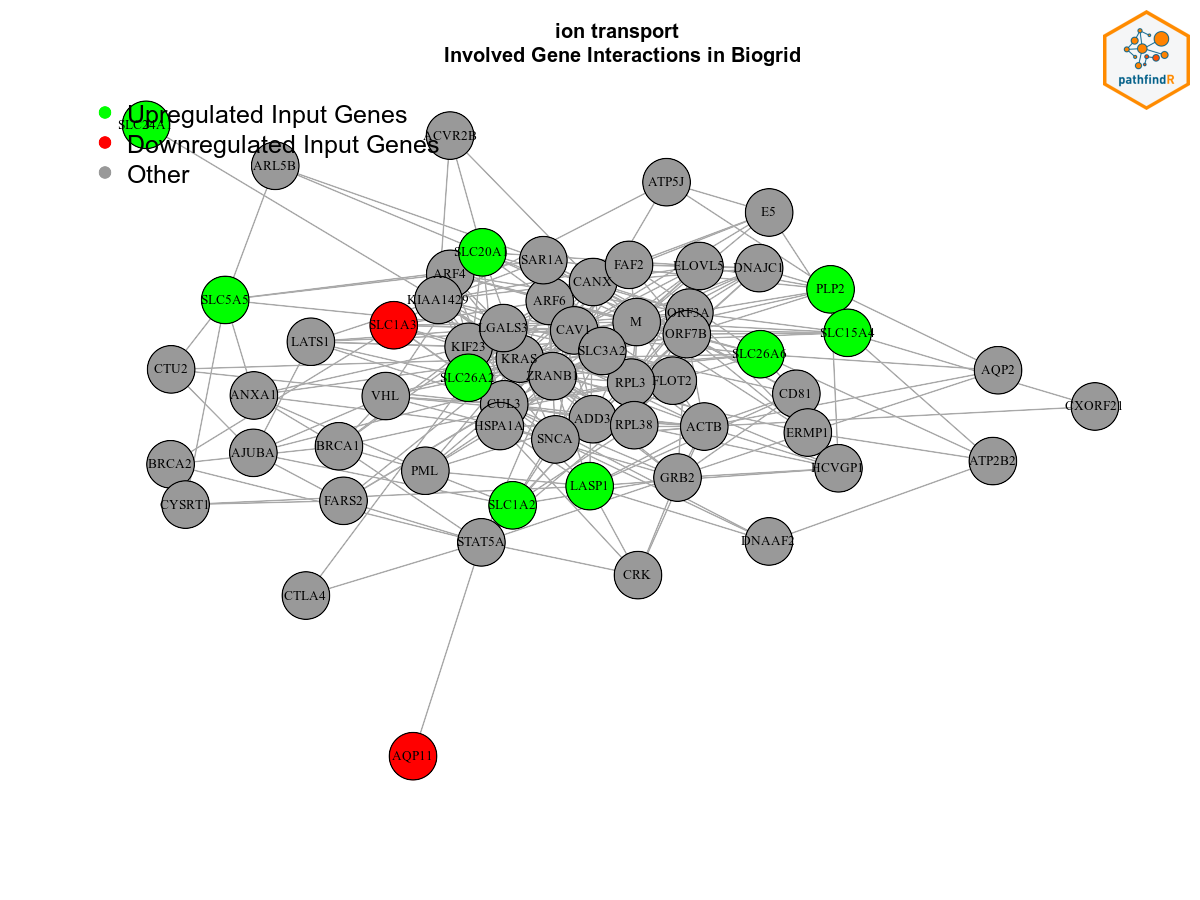 ion transport
Involved Gene Interactions in Biogrid
pathfindR
Upregulated Input Genes
Downregulated Input Genes
Other
ACVR2B
ARL5B
ATP5J
E5
SLC20A
SAR1A
FAF2
ELOVL5
DNAJC1
ARF4
CANX
PLP2
SLC5A5
KIAA1429
ARF6
ORF3A
SLC1A3
LGALS3
CAV1
M
ORF7B
SLC15A4
LATS1
KIF23
KRAS
SLC3A2
SLC26A6
CTU2
SLC26A2
ZRANB1
RPL3
FLOT2
AQP2
ANXA1
VHL
CUL3
CD81
CXORF21
HSPA1A
ADD3
RPL38
ACTB
ERMP1
BRCA1
SNCA
AJUBA
BRCA2
PML
GRB2
HCVGP1
ATP2B2
CYSRT1
FARS2
SLC1A2
LASP1
STAT5A
DNAAF2
CRK
CTLA4
AQP11